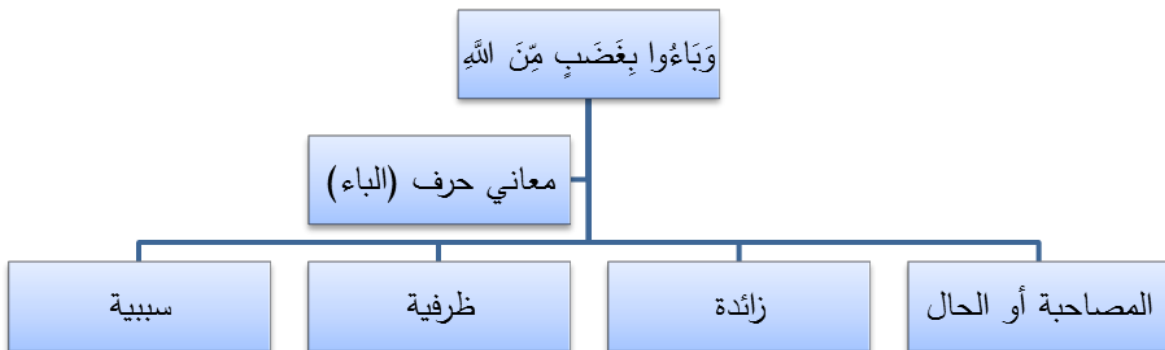 وَبَاءُوا بِغَضَبٍ مِّنَ اللَّهِ
معاني حرف (الباء)
المصاحبة أو الحال
زائدة
ظرفية
سببية